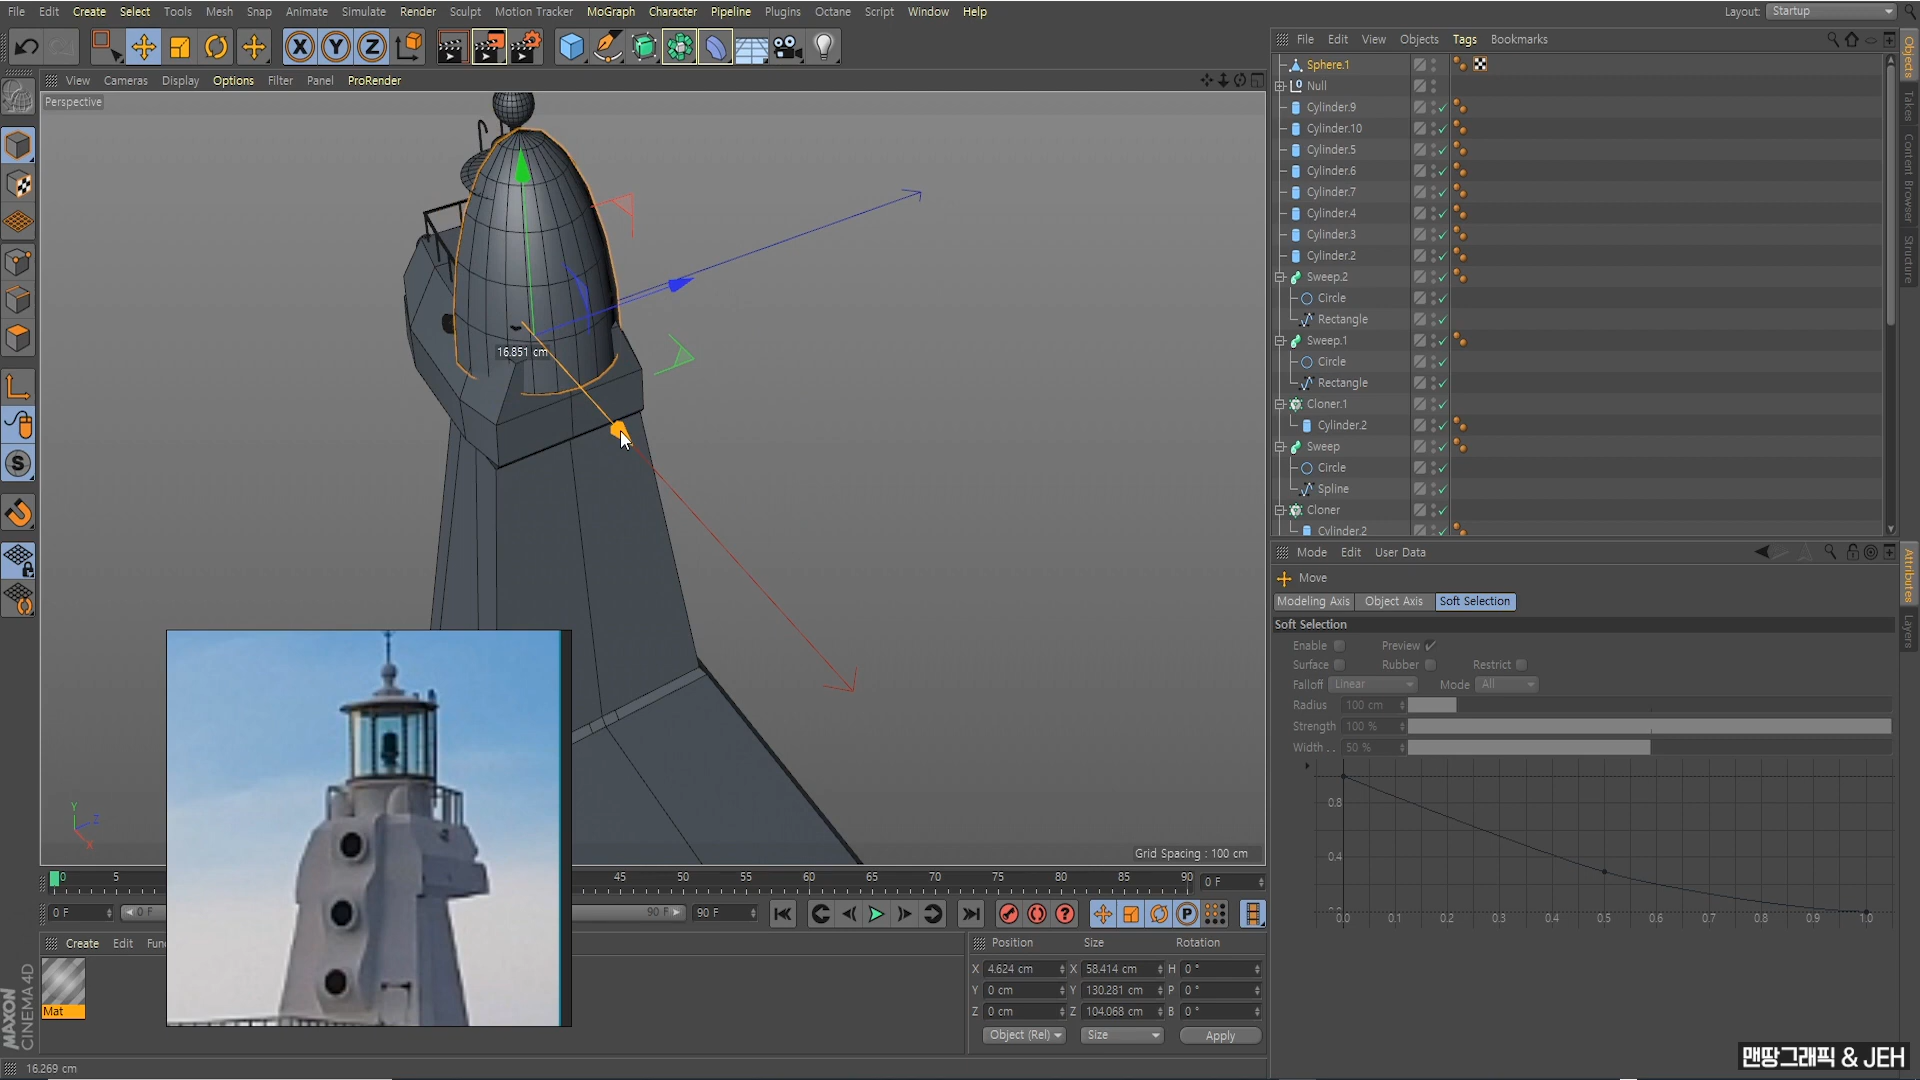 File Edit Create Select Tools Mesh Snap Animate Simulate Render Sculpt Motion Tracker MoGraph Character Pipeline Plugins Octane Script Window Help
Layout: Startup
View Cameras Display Options Filter Panel ProRender
Perspective
16.851 cm
Grid Spacing : 100 cm
File Edit View Objects Tags Bookmarks
Sphere.1
Null
Cylinder.9
Cylinder.10
Cylinder.5
Cylinder.6
Cylinder.7
Cylinder.4
Cylinder.3
Cylinder.2
Sweep.2
Circle
Rectangle
Sweep.1
Circle
Rectangle
Cloner.1
Cylinder.2
Sweep
Circle
Spline
Cloner
Cylinder.2
Objects
Takes
Content Browser
Structure
Mode Edit User Data
Move
Modeling Axis Object Axis Soft Selection
Soft Selection
Enable Preview
Surface Rubber Restrict
Falloff Linear Mode All
Radius 100 cm
Strength 100 %
Width . . 50 %
0.8
0.4
0.0 0.1 0.2 0.3 0.4 0.5 0.6 0.7 0.8 0.9 1.0
Attributes
Layers
Y
Z
X
0 5 45 50 55 60 65 70 75 80 85 90 0 F
0 F 0 F 90 F 90 F
Create Edit Fun
Mat
MAXON
CINEMA 4D
Position Size Rotation
X 4.624 cm X 58.414 cm H 0 °
Y 0 cm Y 130.281 cm P 0 °
Z 0 cm Z 104.068 cm B 0 °
Object (Rel) Size Apply
16.269 cm
맨땅그래픽 & JEH